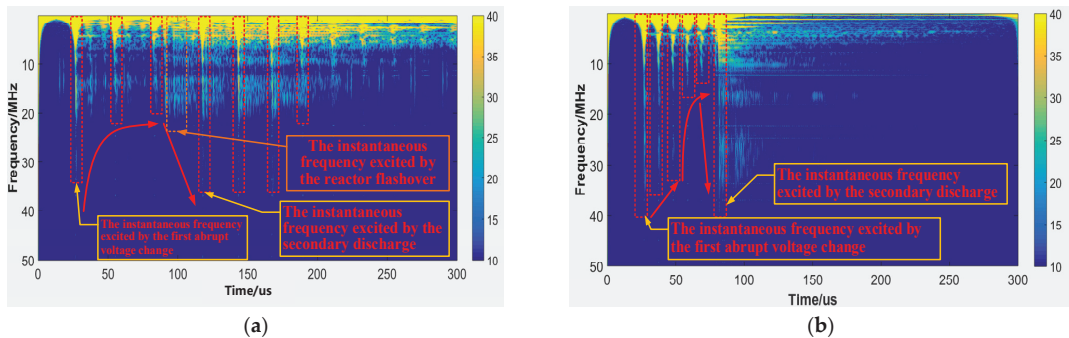 40
35
30
25
20
15
10
10
20
30
40
50
Frequency/MHz
0
50
100
150
200
250
300
Time/us
The instantaneous
frequency excited by
the reactor flashover
The instantaneous
frequency excited by the
secondary discharge
The instantaneous frequency
excited by the first abrupt
voltage change
(a)
40
35
30
25
20
15
10
10
20
30
40
50
Frequency/MHz
0
50
100
150
200
250
300
Time/us
The instantaneous frequency
excited by the secondary discharge
The instantaneous frequency excited by
the first abrupt voltage change
(b)